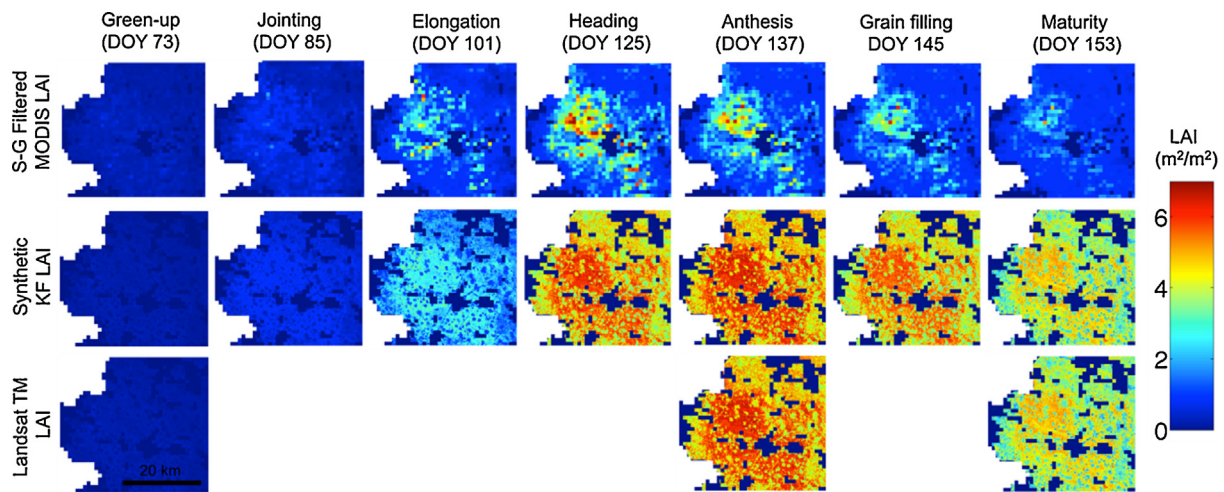 Green-up
(DOY 73)
Jointing
(DOY 85)
Elongation
(DOY 101)
Heading
(DOY 125)
Anthesis
(DOY 137)
Grain filling
DOY 145)
Maturity
(DOY 153)
S-G Filtered
MODIS LAI
Synthetic
KF LAI
Landsat TM
LAI
20 km
LAI
(m²/m²)
6
4
2
0